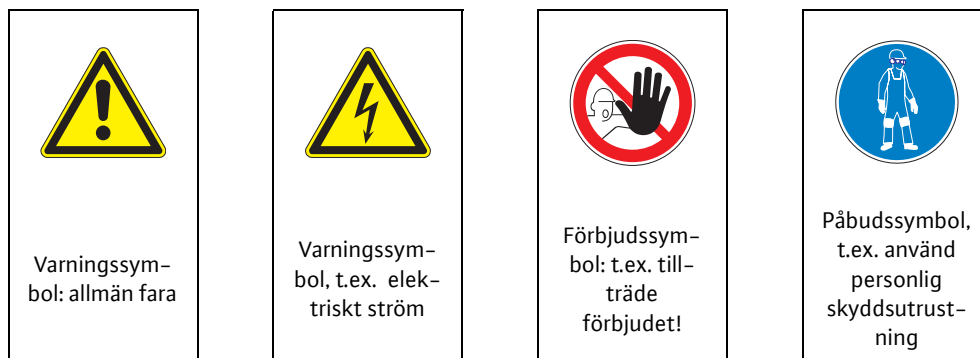 Varningssym–
bol: allmän fara
Varningssym–
bol, t.ex. elek–
triskt ström
Förbjudssym–
bol: t.ex. till–
träde
förbjudet!
Påbudssymbol,
t.ex. använd
personlig
skyddsutrust–
ning